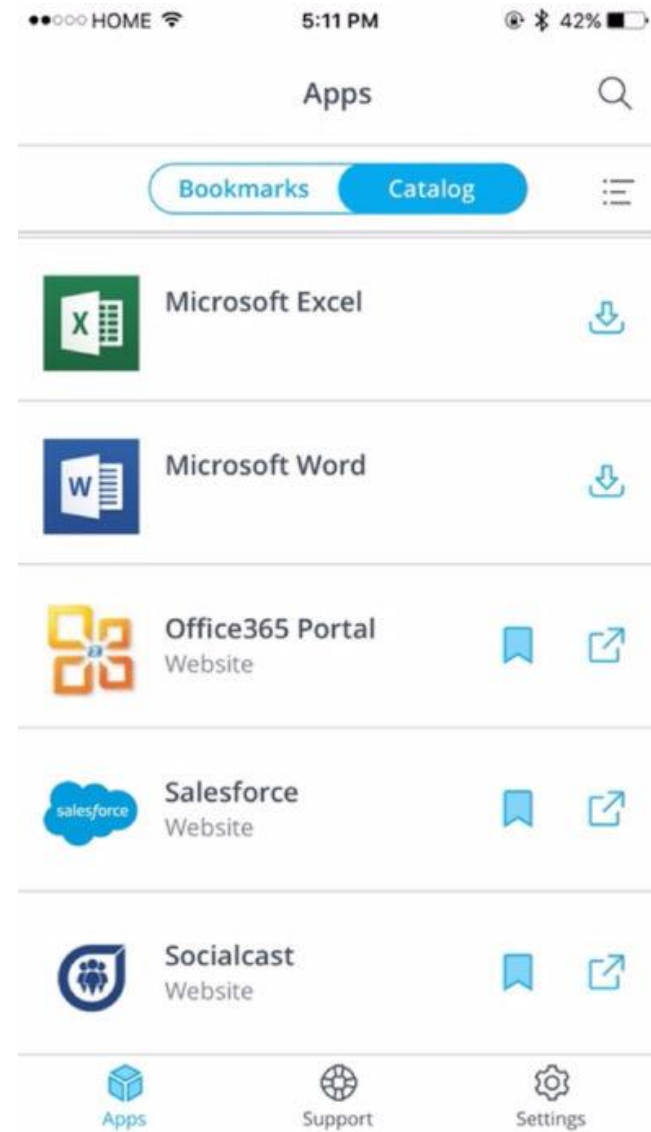 HOME 5:11 PM 42%
Apps
Bookmarks Catalog
X Microsoft Excel
W Microsoft Word
Office365 Portal
Website
salesforce Salesforce
Website
Socialcast
Website
Apps Support Settings